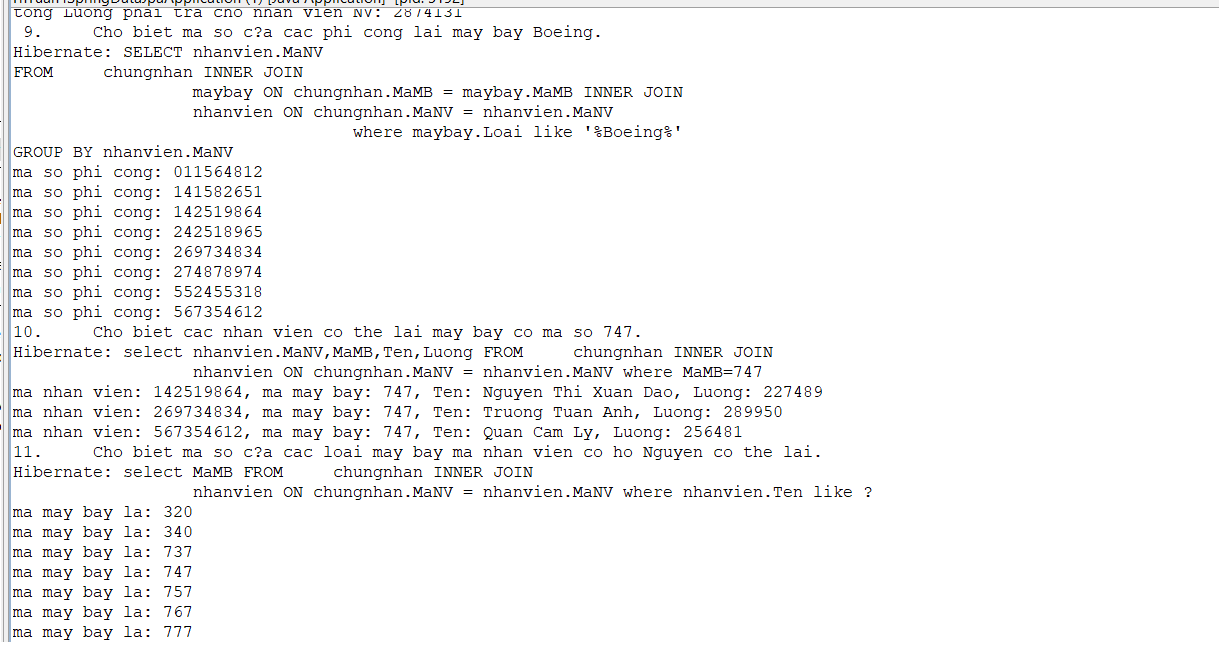 tong Luong phai tra cho nhan vien NV: 2874131
9. Cho biet ma so c?a cac phi cong lai may bay Boeing.
Hibernate: SELECT nhanvien.MaNV
FROM chungnhan INNER JOIN
maybay ON chungnhan.MaMB = maybay.MaMB INNER JOIN
nhanvien ON chungnhan.MaNV = nhanvien.MaNV
where maybay.Loai like '%Boeing%'
GROUP BY nhanvien.MaNV
ma so phi cong: 011564812
ma so phi cong: 141582651
ma so phi cong: 142519864
ma so phi cong: 242518965
ma so phi cong: 269734834
ma so phi cong: 274878974
ma so phi cong: 552455318
ma so phi cong: 567354612
10. Cho biet cac nhan vien co the lai may bay co ma so 747.
Hibernate: select nhanvien.MaNV,MaMB,Ten,Luong FROM chungnhan INNER JOIN
nhanvien ON chungnhan.MaNV = nhanvien.MaNV where MaMB=747
ma nhan vien: 142519864, ma may bay: 747, Ten: Nguyen Thi Xuan Dao, Luong: 227489
ma nhan vien: 269734834, ma may bay: 747, Ten: Truong Tuan Anh, Luong: 289950
ma nhan vien: 567354612, ma may bay: 747, Ten: Quan Cam Ly, Luong: 256481
11. Cho biet ma so c?a cac loai may bay ma nhan vien co ho Nguyen co the lai.
Hibernate: select MaMB FROM chungnhan INNER JOIN
nhanvien ON chungnhan.MaNV = nhanvien.MaNV where nhanvien.Ten like ?
ma may bay la: 320
ma may bay la: 340
ma may bay la: 737
ma may bay la: 747
ma may bay la: 757
ma may bay la: 767
ma may bay la: 777